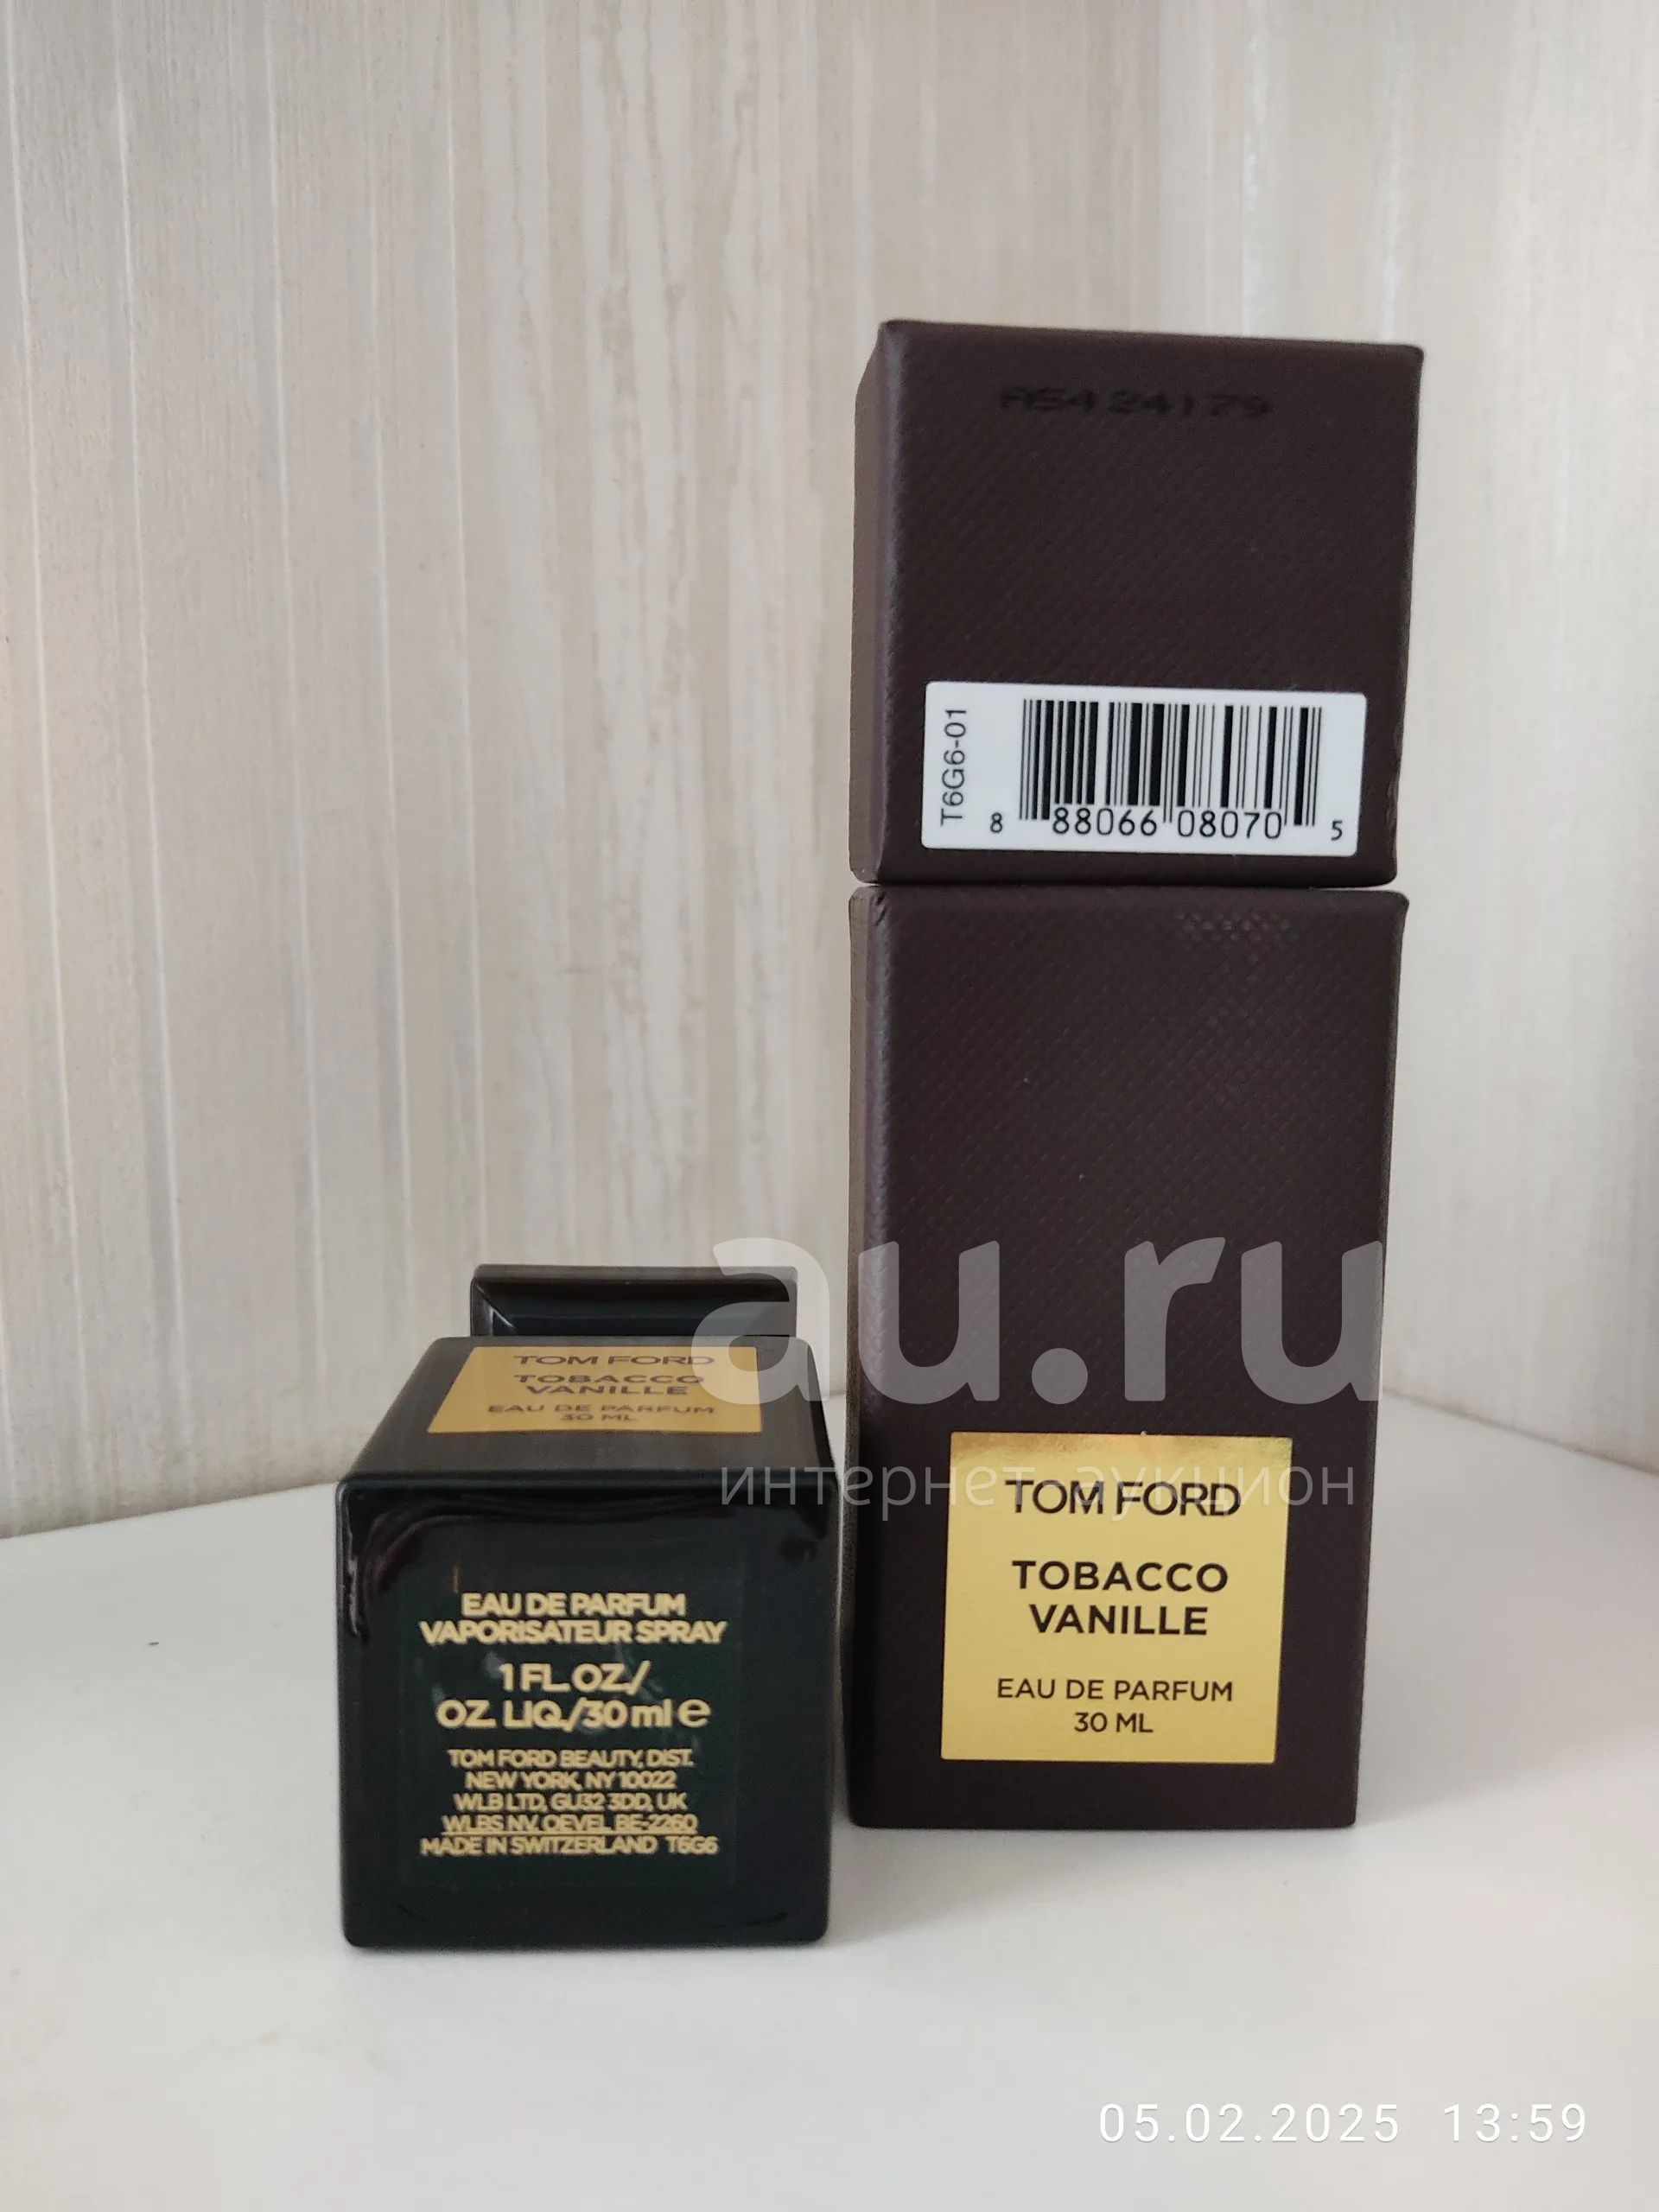 T6G6-01
8 88066 08070 5
TOM FORD
TOBACCO
VANILLE
EAU DE PARFUM
30 ML
TOM FORD
TOBACCO
VANILLE
EAU DE PARFUM
30 ML
EAU DE PARFUM
VAPORISATEUR SPRAY
1 FL.OZ./
OZ. LIQ./30 ml e
TOM FORD BEAUTY, DIST.
NEW YORK, NY 10022
WLB LTD, GU32 3DD, UK
WLBS NV, OEVEL BE-2260
MADE IN SWITZERLAND T6G6
au.ru
интернет-аукцион
05.02.2025 13:59